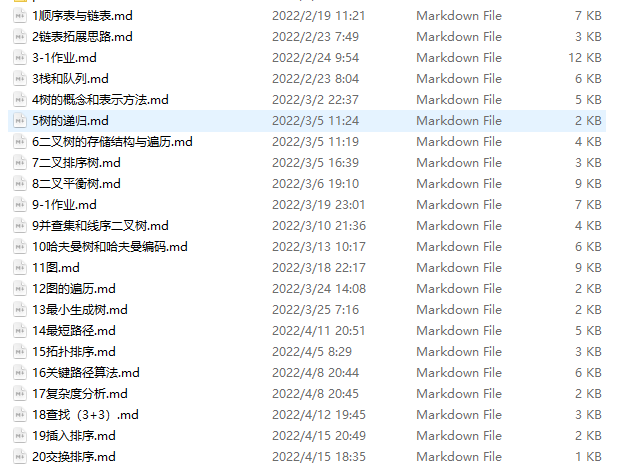 1顺序表与链表.md 2022/2/19 11:21 Markdown File 7 KB
2链表拓展思路.md 2022/2/23 7:49 Markdown File 3 KB
3-1作业.md 2022/2/24 9:54 Markdown File 12 KB
3栈和队列.md 2022/2/23 8:04 Markdown File 6 KB
4树的概念和表示方法.md 2022/3/2 22:37 Markdown File 5 KB
5树的递归.md 2022/3/5 11:24 Markdown File 2 KB
6二叉树的存储结构与遍历.md 2022/3/5 11:19 Markdown File 4 KB
7二叉排序树.md 2022/3/5 16:39 Markdown File 3 KB
8二叉平衡树.md 2022/3/6 19:10 Markdown File 9 KB
9-1作业.md 2022/3/19 23:01 Markdown File 7 KB
9并查集和线序二叉树.md 2022/3/10 21:36 Markdown File 4 KB
10哈夫曼树和哈夫曼编码.md 2022/3/13 10:17 Markdown File 6 KB
11图.md 2022/3/18 22:17 Markdown File 9 KB
12图的遍历.md 2022/3/24 14:08 Markdown File 2 KB
13最小生成树.md 2022/3/25 7:16 Markdown File 2 KB
14最短路径.md 2022/4/11 20:51 Markdown File 5 KB
15拓扑排序.md 2022/4/5 8:29 Markdown File 3 KB
16关键路径算法.md 2022/4/8 20:44 Markdown File 6 KB
17复杂度分析.md 2022/4/8 20:45 Markdown File 2 KB
18查找（3+3）.md 2022/4/12 19:45 Markdown File 3 KB
19插入排序.md 2022/4/15 20:49 Markdown File 2 KB
20交换排序.md 2022/4/15 18:35 Markdown File 1 KB